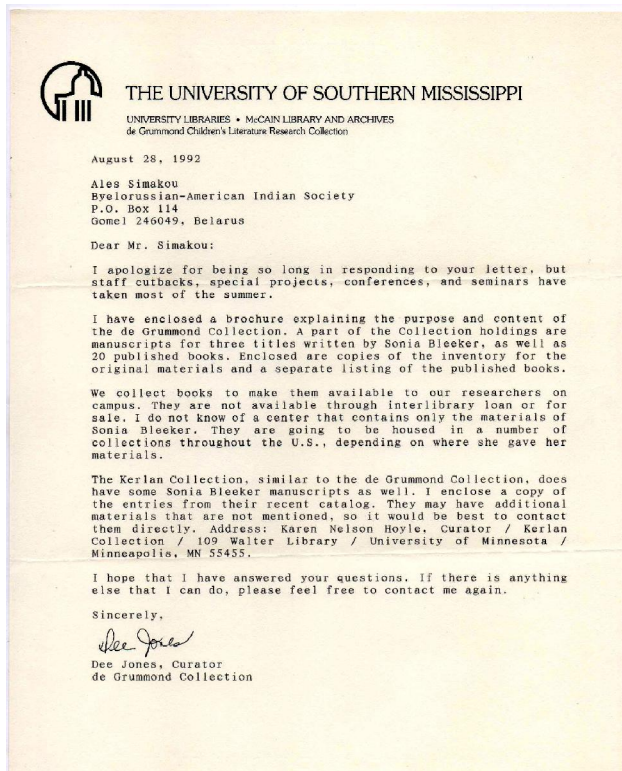 THE UNIVERSITY OF SOUTHERN MISSISSIPPI
UNIVERSITY LIBRARIES • McCAIN LIBRARY AND ARCHIVES
de Grummond Children's Literature Research Collection
August 28, 1992
Ales Simakou
Byelorussian-American Indian Society
P.O. Box 114
Gomel 246049, Belarus
Dear Mr. Simakou:
I apologize for being so long in responding to your letter, but
staff cutbacks, special projects, conferences, and seminars have
taken most of the summer.
I have enclosed a brochure explaining the purpose and content of
the de Grummond Collection. A part of the Collection holdings are
manuscripts for three titles written by Sonia Bleeker, as well as
20 published books. Enclosed are copies of the inventory for the
original materials and a separate listing of the published books.
We collect books to make them available to our researchers on
campus. They are not available through interlibrary loan or for
sale. I do not know of a center that contains only the materials of
Sonia Bleeker. They are going to be housed in a number of
collections throughout the U.S., depending on where she gave her
materials.
The Kerlan Collection, similar to the de Grummond Collection, does
have some Sonia Bleeker manuscripts as well. I enclose a copy of
the entries from their recent catalog. They may have additional
materials that are not mentioned, so it would be best to contact
them directly. Address: Karen Nelson Hoyle, Curator / Kerlan
Collection / 109 Walter Library / University of Minnesota /
Minneapolis, MN 55455.
I hope that I have answered your questions. If there is anything
else that I can do, please feel free to contact me again.
Sincerely,
Dee Jones
Dee Jones, Curator
de Grummond Collection